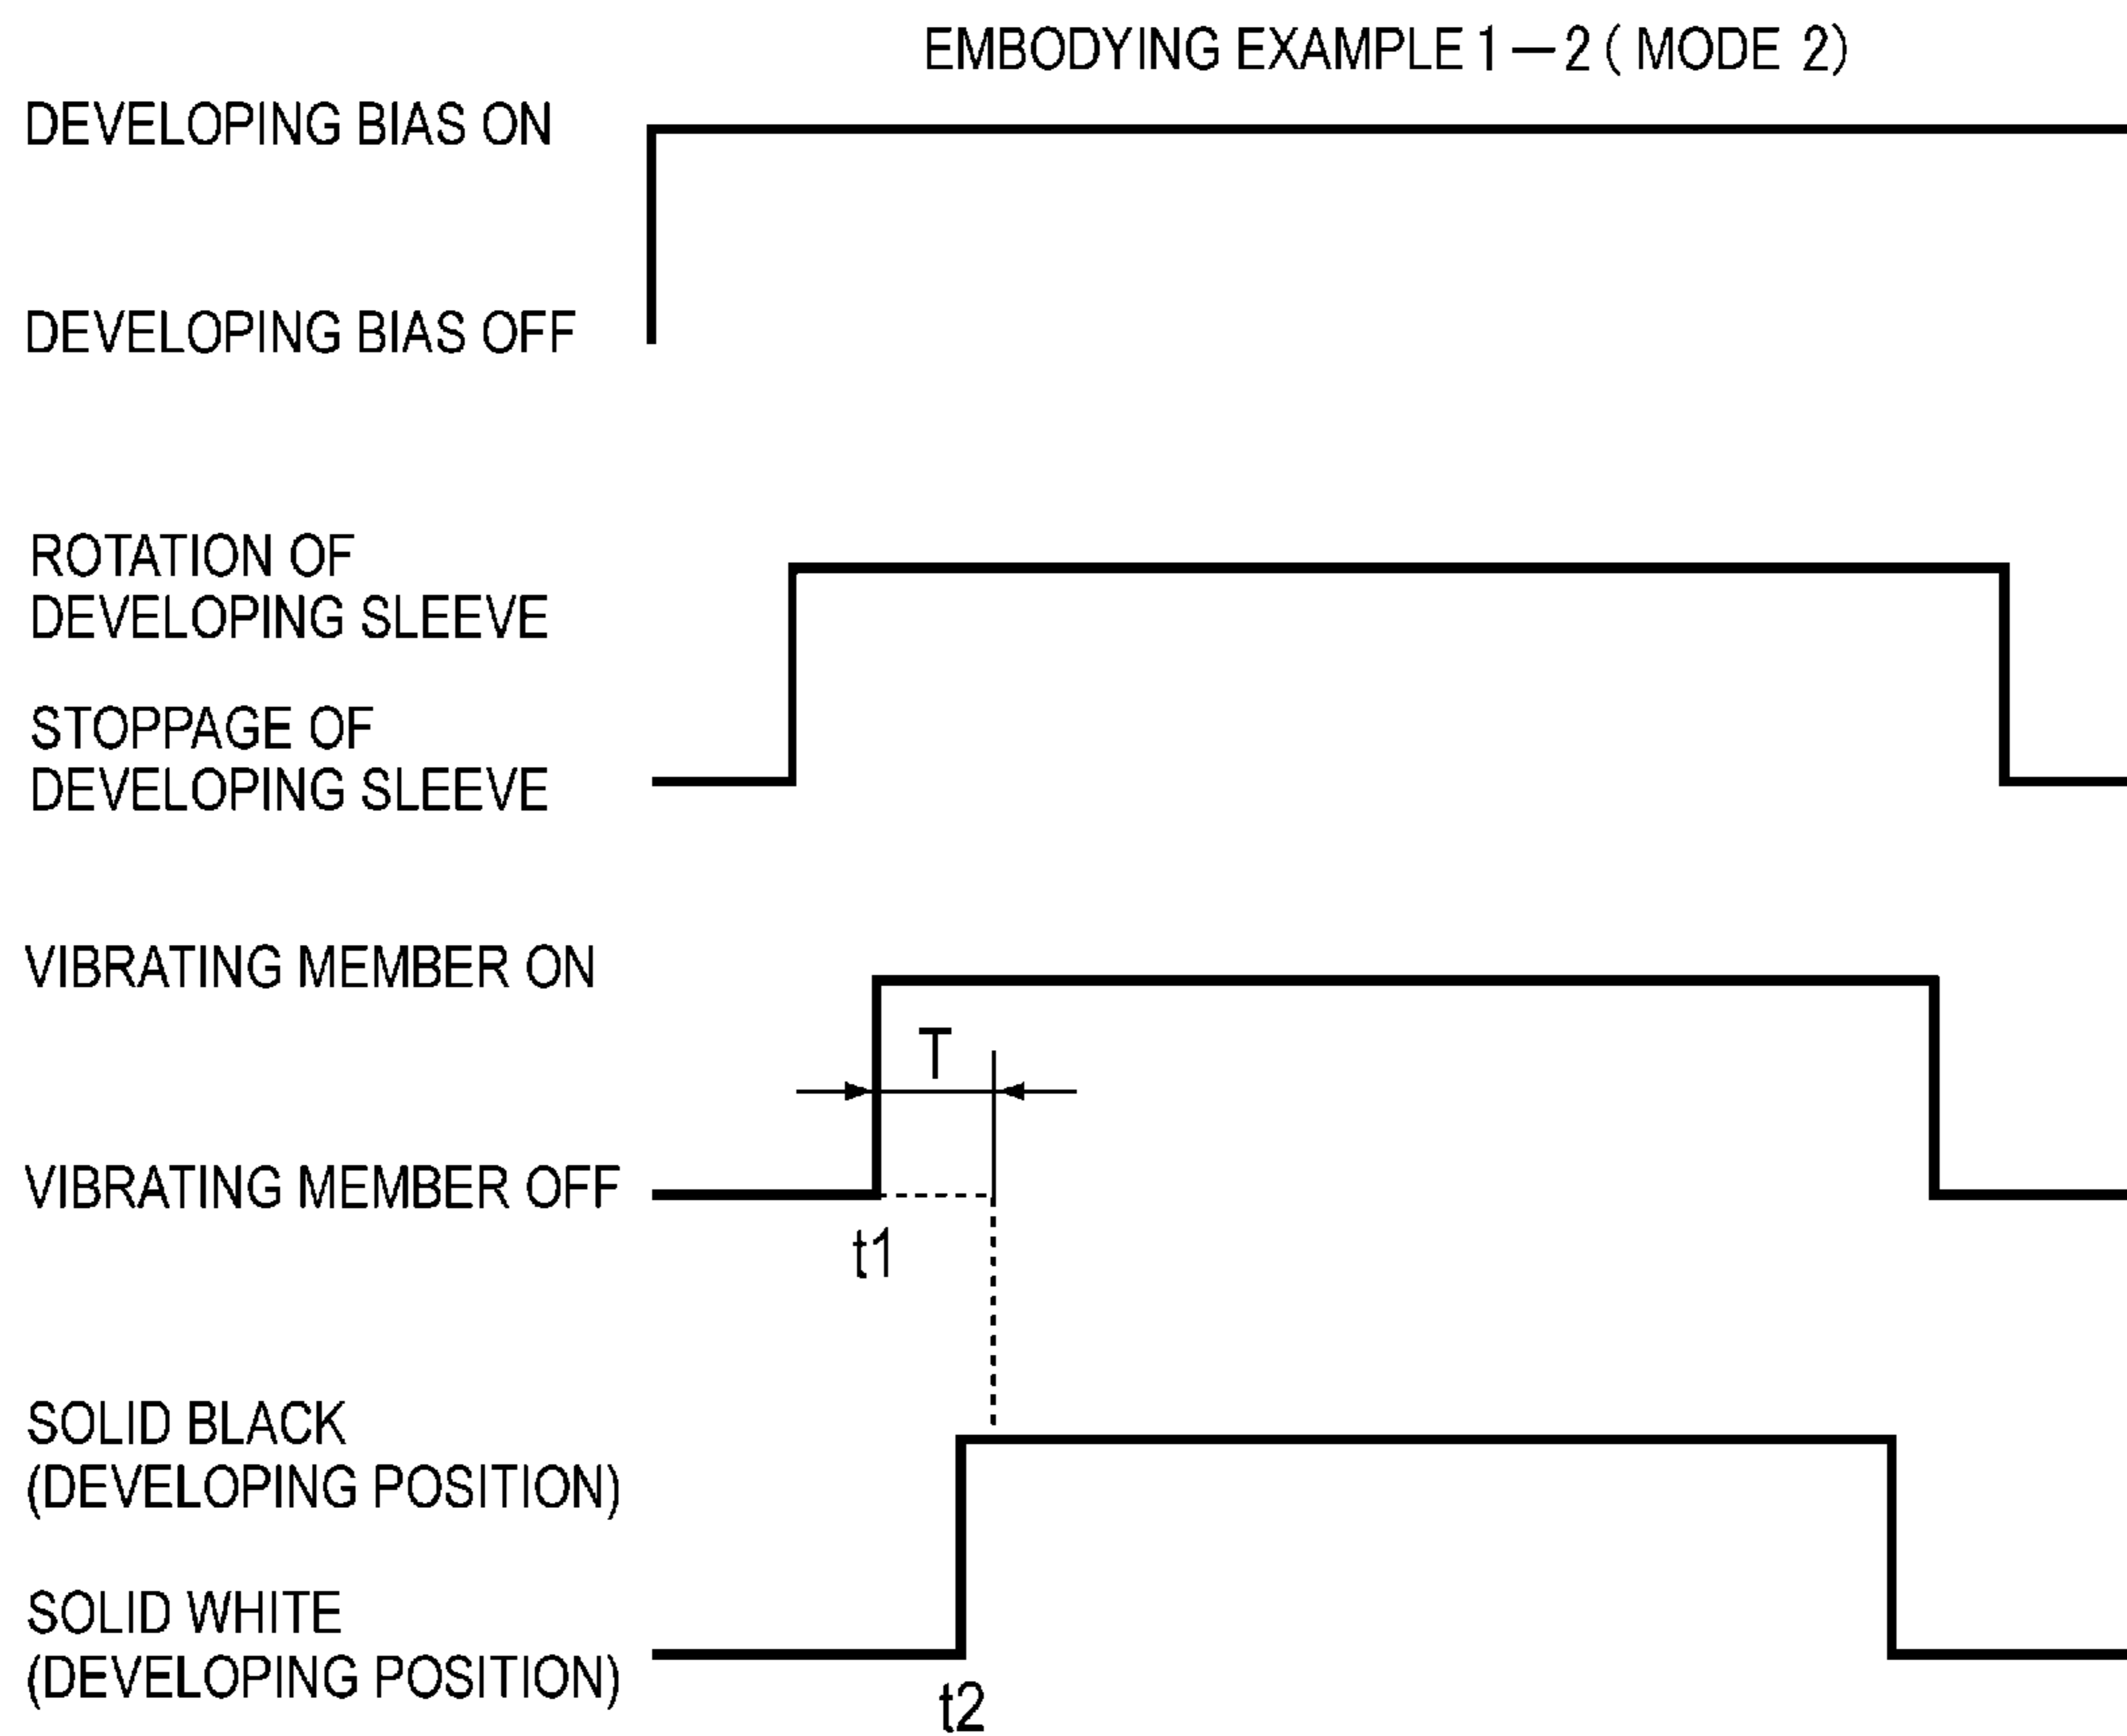 EMBODYING EXAMPLE 1—2 ( MODE 2)
DEVELOPING BIAS ON
DEVELOPING BIAS OFF
ROTATION OF
DEVELOPING SLEEVE
STOPPAGE OF
DEVELOPING SLEEVE
VIBRATING MEMBER ON
T
VIBRATING MEMBER OFF
t1
SOLID BLACK
(DEVELOPING POSITION)
SOLID WHITE
(DEVELOPING POSITION)
t2